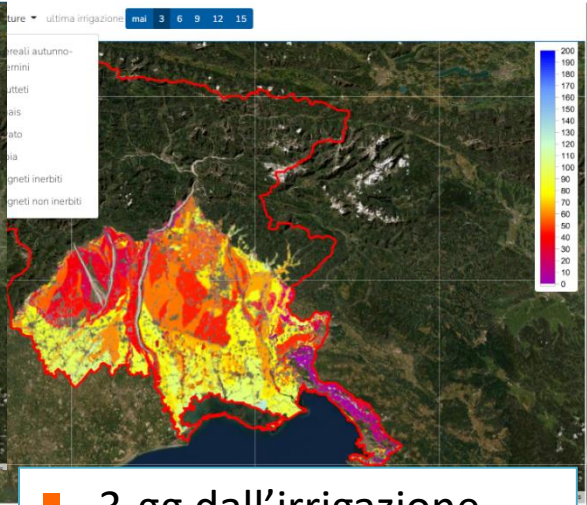 ture ultima irrigazione mai 3 6 9 12 15
ereali autunno-
ernini
utteti
ais
ato
oia
gneti inerbiti
gneti non inerbiti
200
190
180
170
160
150
140
130
120
110
100
90
80
70
60
50
40
30
20
10
0
3 gg dall'irrigazione